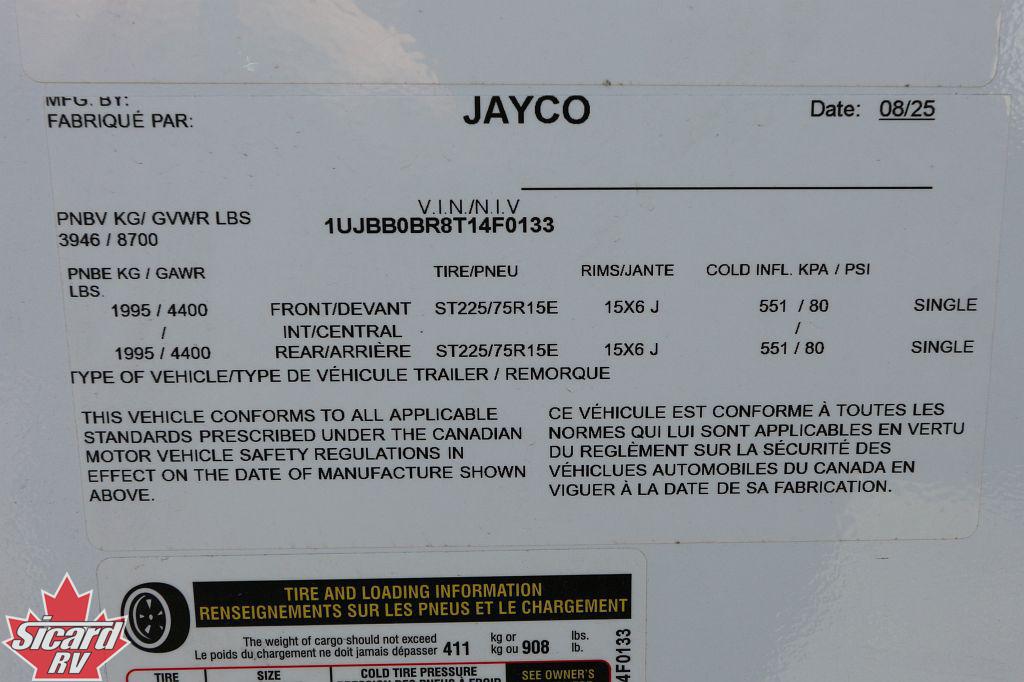 MFG. BY:
FABRIQUÉ PAR:
JAYCO
Date: 08/25
PNBV KG/ GVWR LBS
3946 / 8700
V.I.N./N.I.V
1UJBB0BR8T14F0133
PNBE KG / GAWR LBS. TIRE/PNEU RIMS/JANTE COLD INFL. KPA / PSI
1995 / 4400 FRONT/DEVANT ST225/75R15E 15X6 J 551 / 80 SINGLE
/ INT/CENTRAL /
1995 / 4400 REAR/ARRIÈRE ST225/75R15E 15X6 J 551 / 80 SINGLE
TYPE OF VEHICLE/TYPE DE VÉHICULE TRAILER / REMORQUE
THIS VEHICLE CONFORMS TO ALL APPLICABLE
STANDARDS PRESCRIBED UNDER THE CANADIAN
MOTOR VEHICLE SAFETY REGULATIONS IN
EFFECT ON THE DATE OF MANUFACTURE SHOWN
ABOVE.
CE VÉHICULE EST CONFORME À TOUTES LES
NORMES QUI LUI SONT APPLICABLES EN VERTU
DU REGLÈMENT SUR LA SÉCURITÉ DES
VÉHICLUES AUTOMOBILES DU CANADA EN
VIGUER À LA DATE DE SA FABRICATION.
TIRE AND LOADING INFORMATION
RENSEIGNEMENTS SUR LES PNEUS ET LE CHARGEMENT
The weight of cargo should not exceed 411 kg or 908 lbs.
Le poids du chargement ne doit jamais dépasser kg ou lb.
TIRE SIZE COLD TIRE PRESSURE SEE OWNER'S
4F0133
Sicard
RV